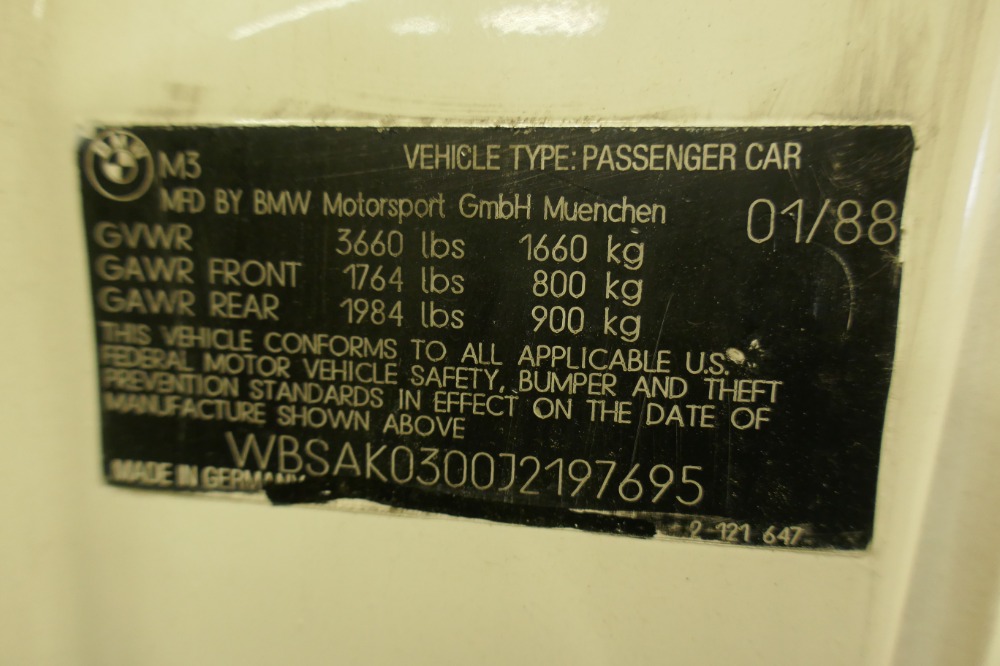 BMW
M3 VEHICLE TYPE: PASSENGER CAR
MFD BY BMW Motorsport GmbH Muenchen 01/88
GVWR 3660 lbs 1660 kg
GAWR FRONT 1764 lbs 800 kg
GAWR REAR 1984 lbs 900 kg
THIS VEHICLE CONFORMS TO ALL APPLICABLE U.S.
FEDERAL MOTOR VEHICLE SAFETY, BUMPER AND THEFT
PREVENTION STANDARDS IN EFFECT ON THE DATE OF
MANUFACTURE SHOWN ABOVE
WBSAK0300J2197695
MADE IN GERMANY
2 121 647